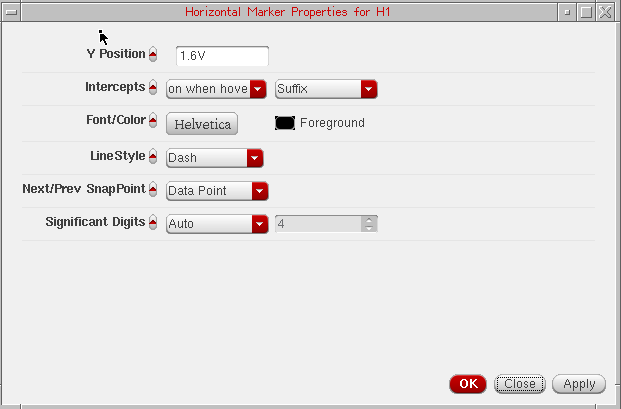 Horizontal Marker Properties for H1
Y Position 1.6V
Intercepts on when hove Suffix
Font/Color Helvetica Foreground
LineStyle Dash
Next/Prev SnapPoint Data Point
Significant Digits Auto 4
OK Close Apply